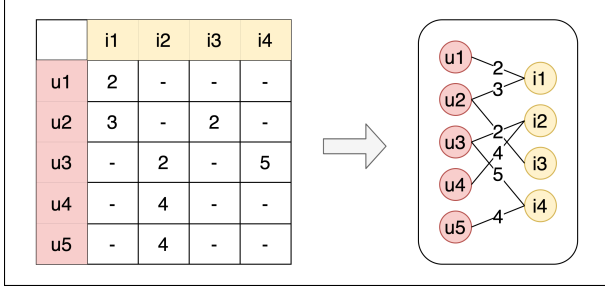 i1 i2 i3 i4
u1 2 - - -
u2 3 - 2 -
u3 - 2 - 5
u4 - 4 - -
u5 - 4 - -
u1
u2
u3
u4
u5
2
3
2
4
5
4
i1
i2
i3
i4